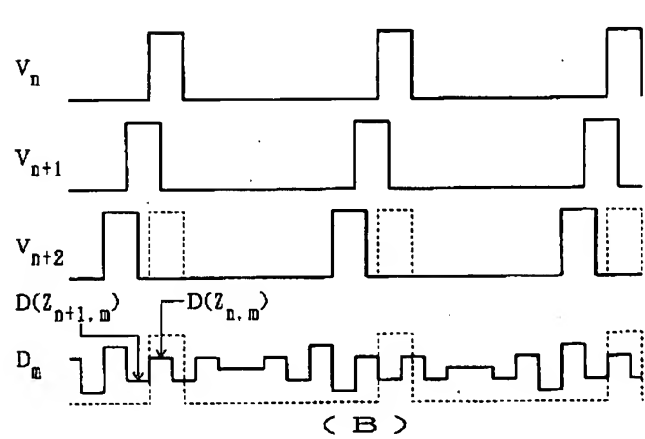 Vn
Vn+1
Vn+2
D(Zn+1,m)
D(Zn,m)
Dm
(B)